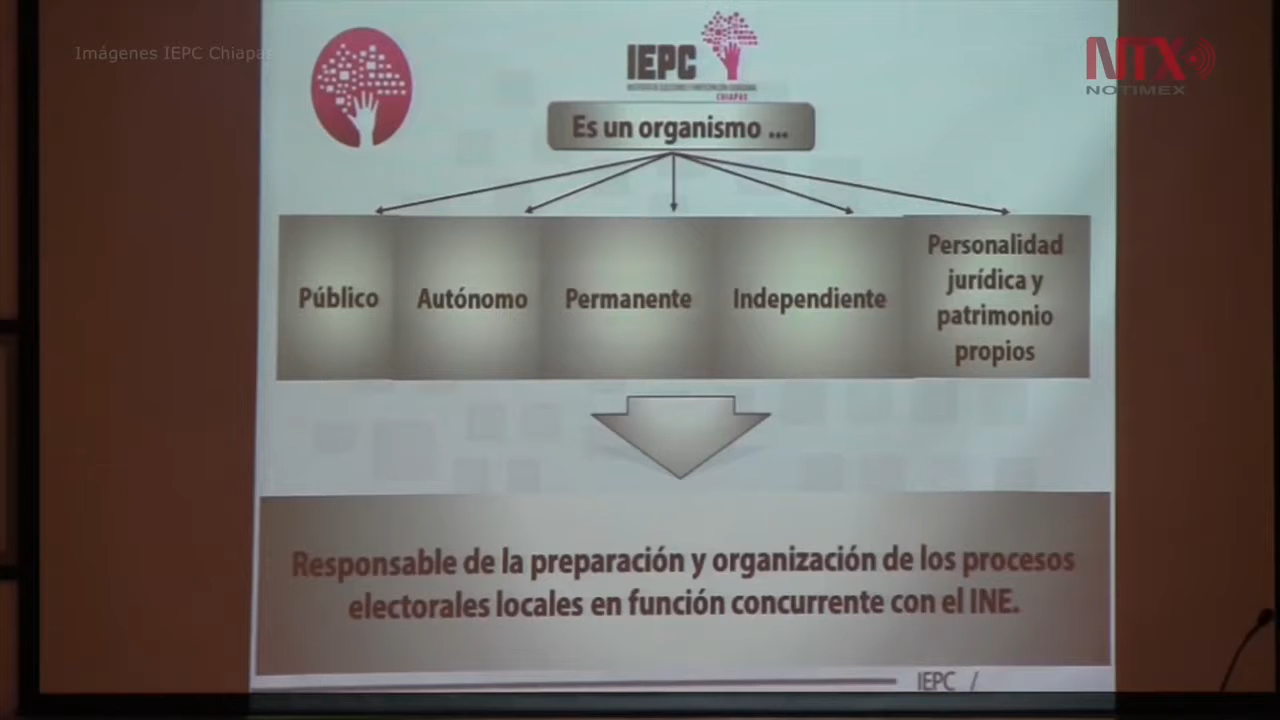 Imágenes IEPC Chiapas
NTX
NOTIMEX
IEPC
CHIAPAS
Es un organismo ...
Público
Autónomo
Permanente
Independiente
Personalidad
jurídica y
patrimonio
propios
Responsable de la preparación y organización de los procesos
electorales locales en función concurrente con el INE.
IEPC /